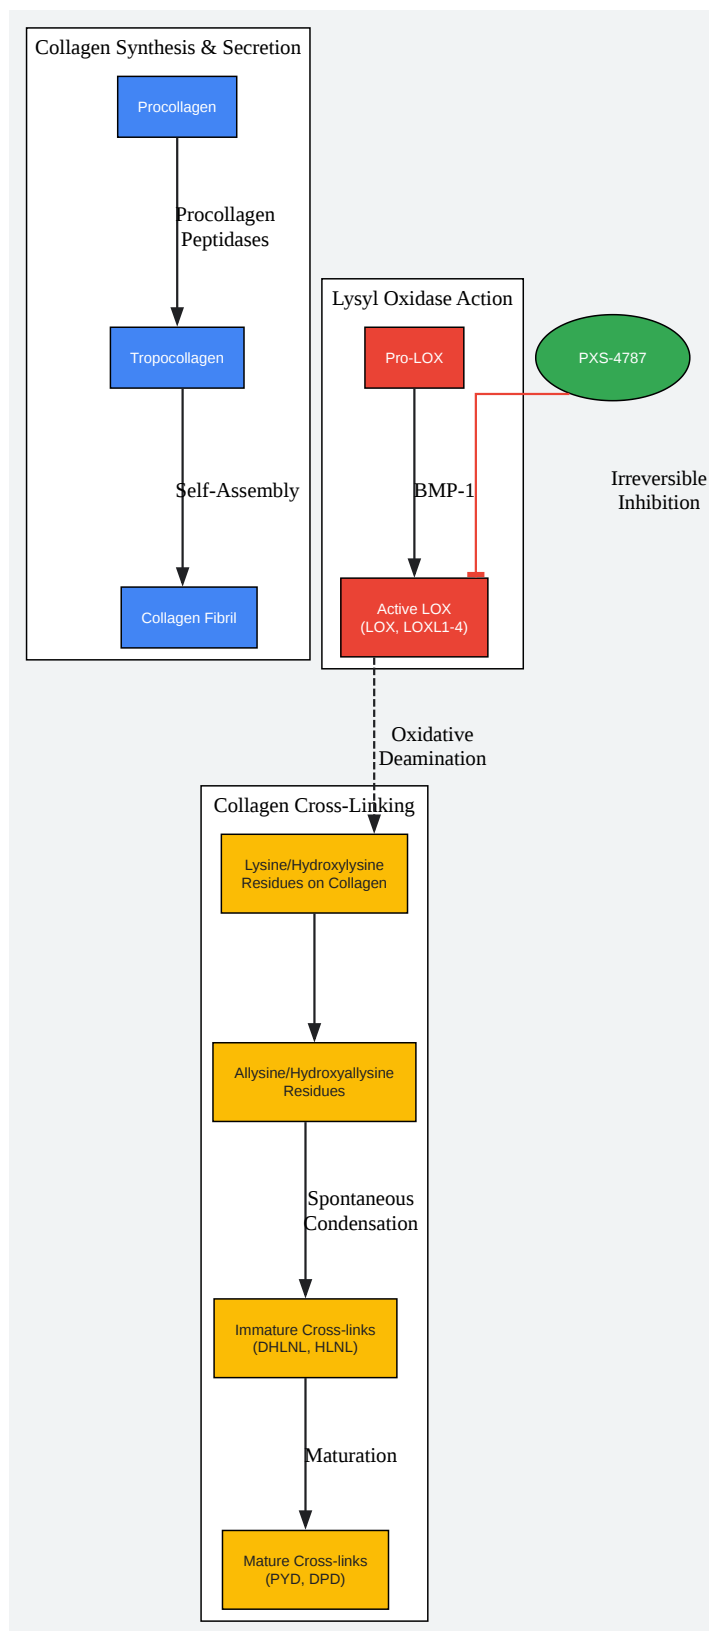 Collagen Synthesis & Secretion
Procollagen
Procollagen
Peptidases
Tropocollagen
Self-Assembly
Collagen Fibril
Lysyl Oxidase Action
Pro-LOX
BMP-1
Active LOX
(LOX, LOXL1-4)
PXS-4787
Irreversible
Inhibition
Oxidative
Deamination
Collagen Cross-Linking
Lysine/Hydroxylysine
Residues on Collagen
Allysine/Hydroxyallysine
Residues
Spontaneous
Condensation
Immature Cross-links
(DHLNL, HLNL)
Maturation
Mature Cross-links
(PYD, DPD)